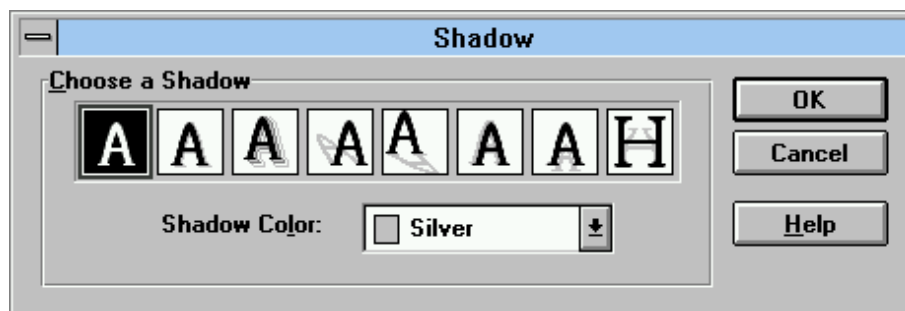 Shadow
Choose a Shadow
A A A A A A A H
Shadow Color:
Silver
OK
Cancel
Help